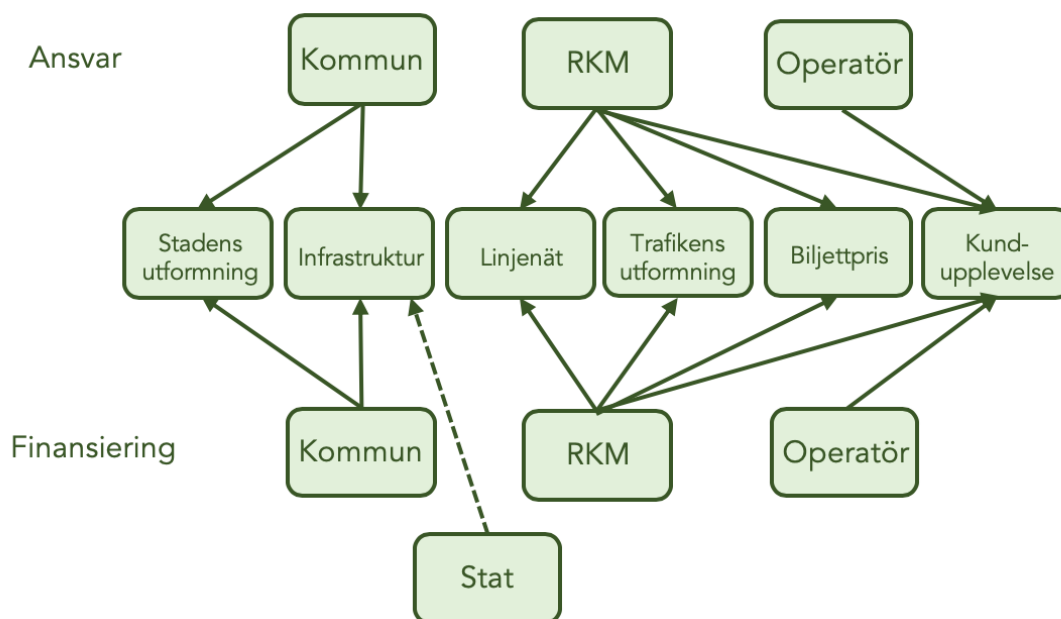 Ansvar
Kommun
RKM
Operatör
Stadens
utformning
Infrastruktur
Linjenät
Trafikens
utformning
Biljettpris
Kund-
upplevelse
Finansiering
Kommun
RKM
Operatör
Stat